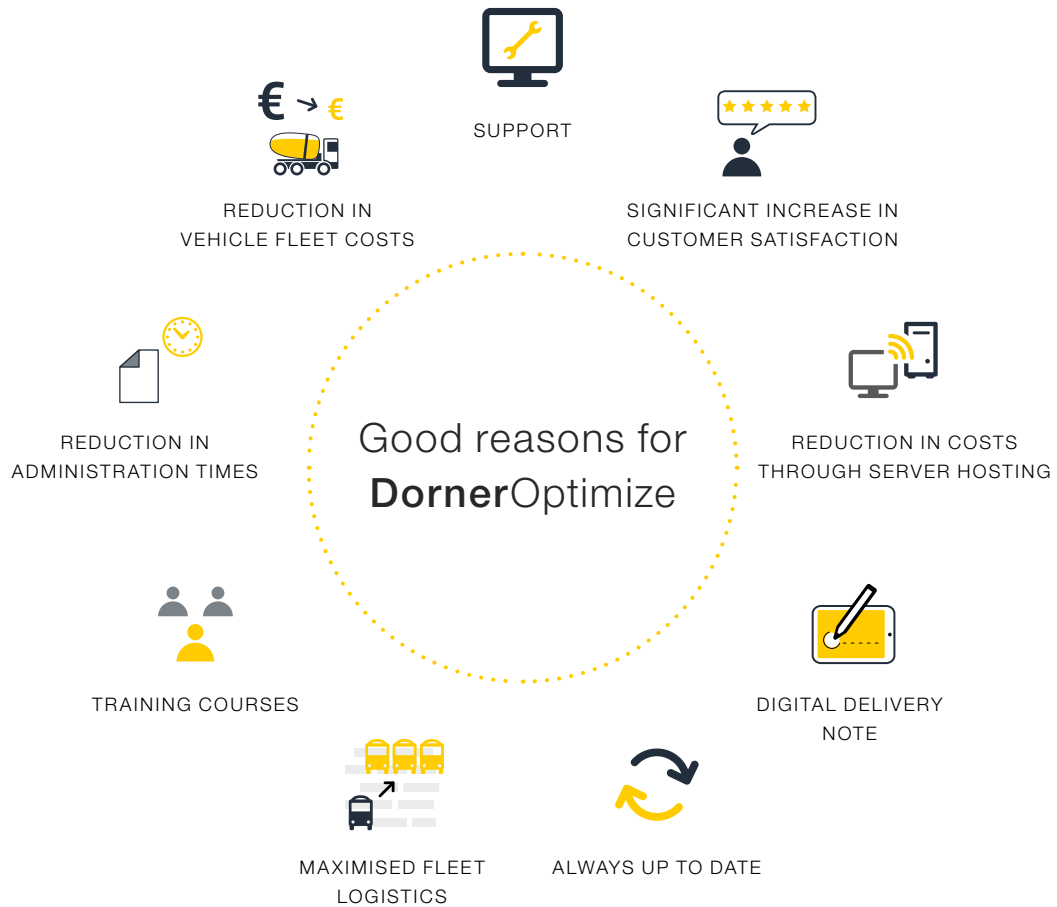 € → €
SUPPORT
REDUCTION IN
VEHICLE FLEET COSTS
SIGNIFICANT INCREASE IN
CUSTOMER SATISFACTION
REDUCTION IN
ADMINISTRATION TIMES
Good reasons for
DornerOptimize
REDUCTION IN COSTS
THROUGH SERVER HOSTING
TRAINING COURSES
DIGITAL DELIVERY
NOTE
MAXIMISED FLEET
LOGISTICS
ALWAYS UP TO DATE